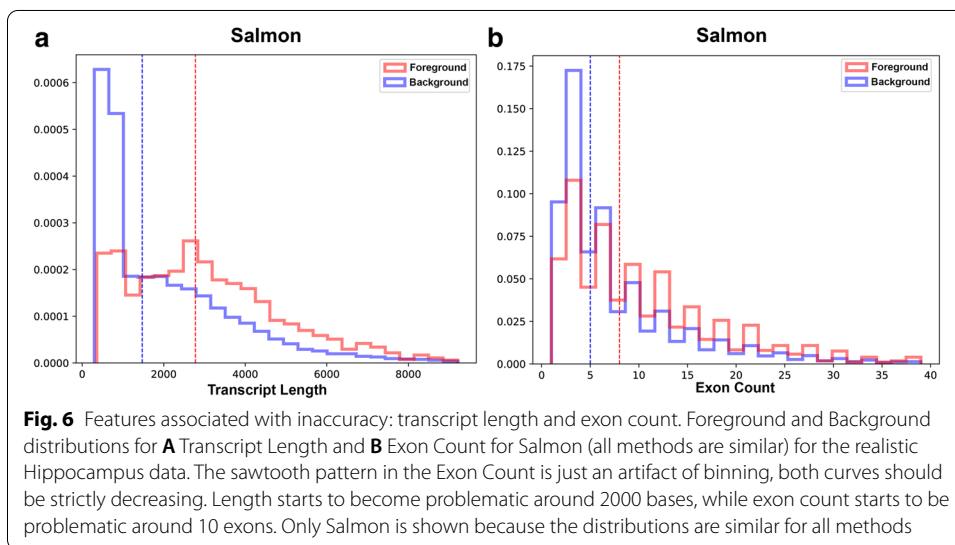 a
Salmon
Foreground
Background
0.0006
0.0005
0.0004
0.0003
0.0002
0.0001
0.0000
0 2000 4000 6000 8000
Transcript Length
b
Salmon
Foreground
Background
0.175
0.150
0.125
0.100
0.075
0.050
0.025
0.000
0 5 10 15 20 25 30 35 40
Exon Count
Fig. 6 Features associated with inaccuracy: transcript length and exon count. Foreground and Background
distributions for A Transcript Length and B Exon Count for Salmon (all methods are similar) for the realistic
Hippocampus data. The sawtooth pattern in the Exon Count is just an artifact of binning, both curves should
be strictly decreasing. Length starts to become problematic around 2000 bases, while exon count starts to be
problematic around 10 exons. Only Salmon is shown because the distributions are similar for all methods